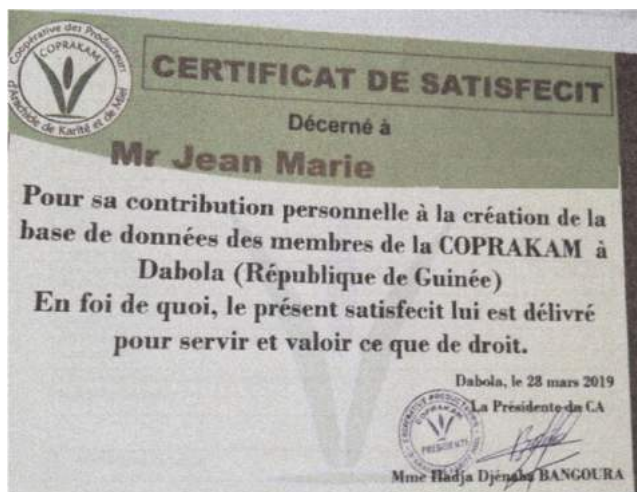 Coopérative des Producteurs
d'Arachide de Karité et de Miel
COPRAKAM
CERTIFICAT DE SATISFECIT
Décerné à
Mr Jean Marie
Pour sa contribution personnelle à la création de la
base de données des membres de la COPRAKAM à
Dabola (République de Guinée)
En foi de quoi, le présent satisfecit lui est délivré
pour servir et valoir ce que de droit.
Dabola, le 28 mars 2019
La Présidente du CA
COPRAKAM
Mme Hadja Djénaba BANGOURA